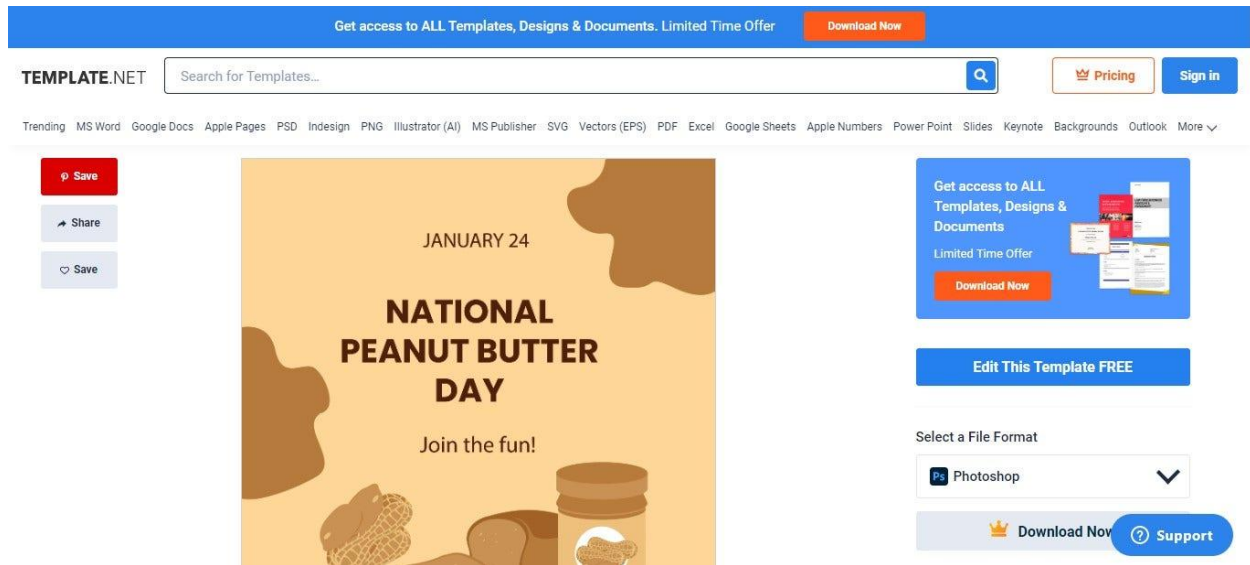 Get access to ALL Templates, Designs & Documents. Limited Time Offer
Download Now
TEMPLATE.NET
Search for Templates...
Pricing
Sign in
Trending MS Word Google Docs Apple Pages PSD Indesign PNG Illustrator (AI) MS Publisher SVG Vectors (EPS) PDF Excel Google Sheets Apple Numbers Power Point Slides Keynote Backgrounds Outlook More
Save
Share
Save
JANUARY 24
NATIONAL
PEANUT BUTTER
DAY
Join the fun!
Get access to ALL
Templates, Designs &
Documents
Limited Time Offer
Download Now
Edit This Template FREE
Select a File Format
Ps Photoshop
Download Now
Support